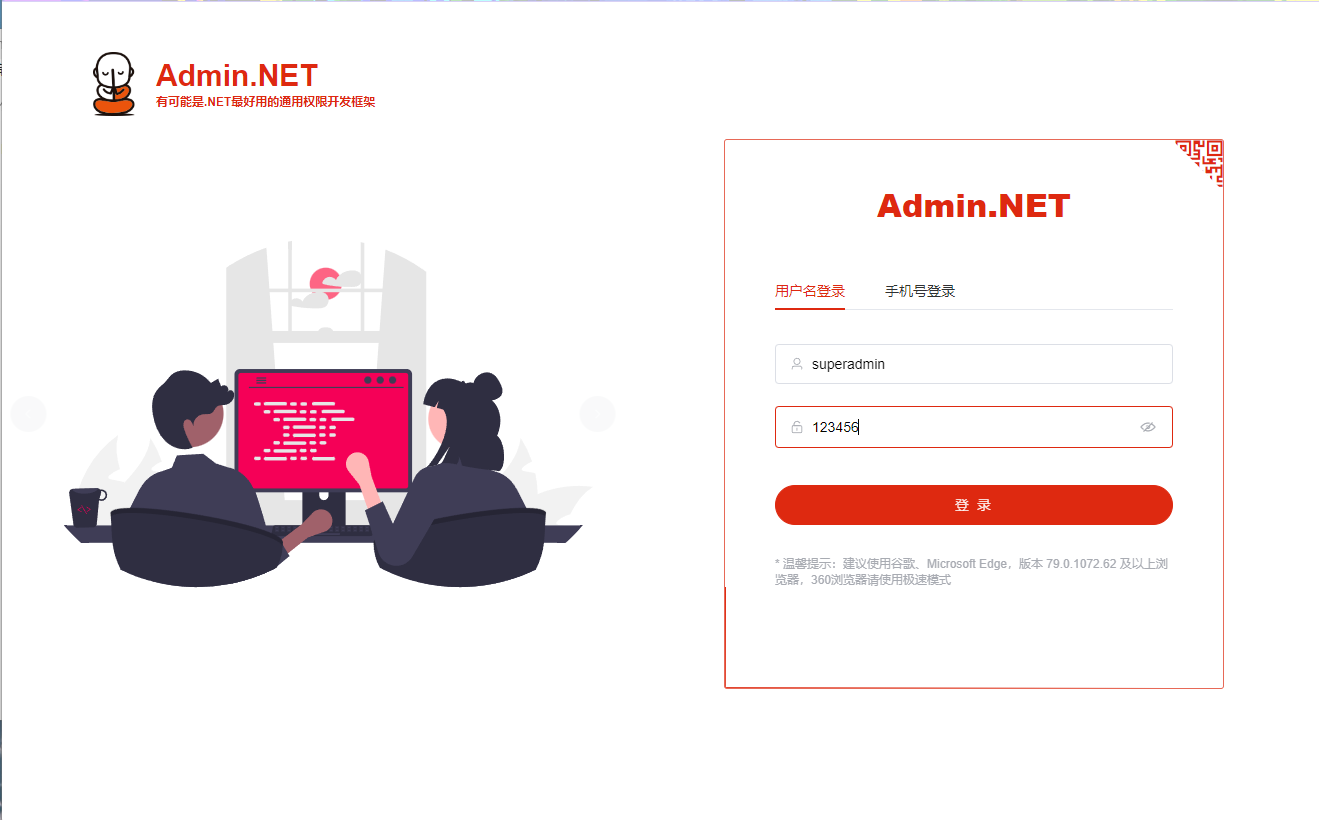 Admin.NET
有可能是.NET最好用的通用权限开发框架
Admin.NET
用户名登录 手机号登录
superadmin
123456
登 录
* 温馨提示：建议使用谷歌、Microsoft Edge，版本 79.0.1072.62 及以上浏
览器，360浏览器请使用极速模式